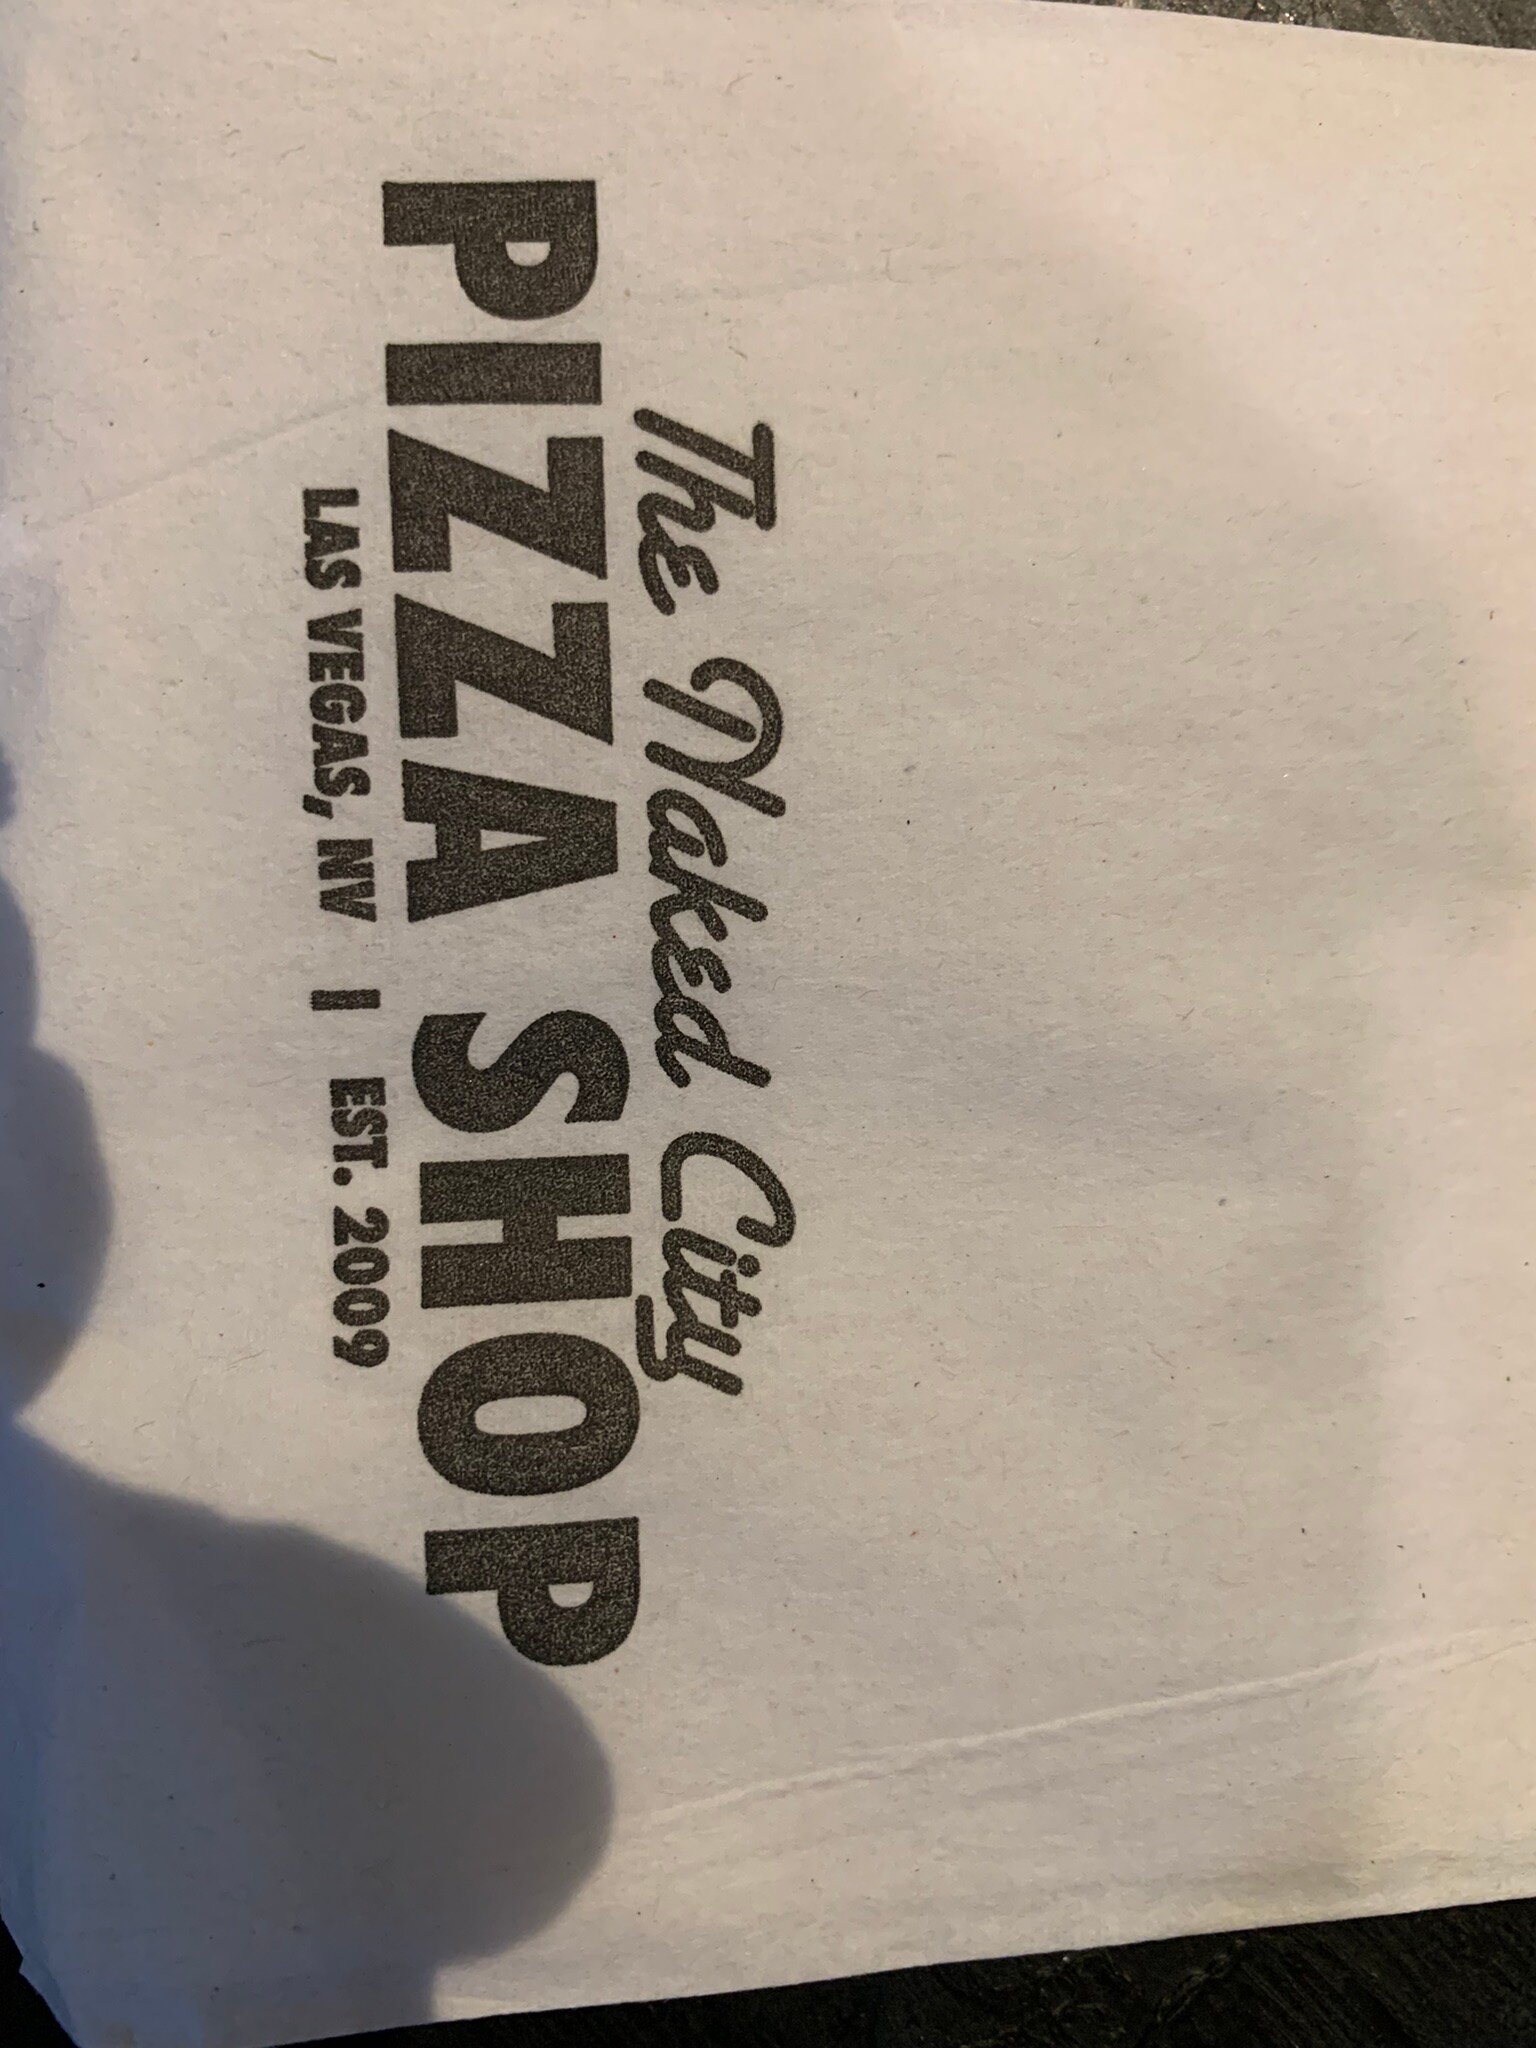 The Naked City
PIZZA SHOP
LAS VEGAS, NV | EST. 2009